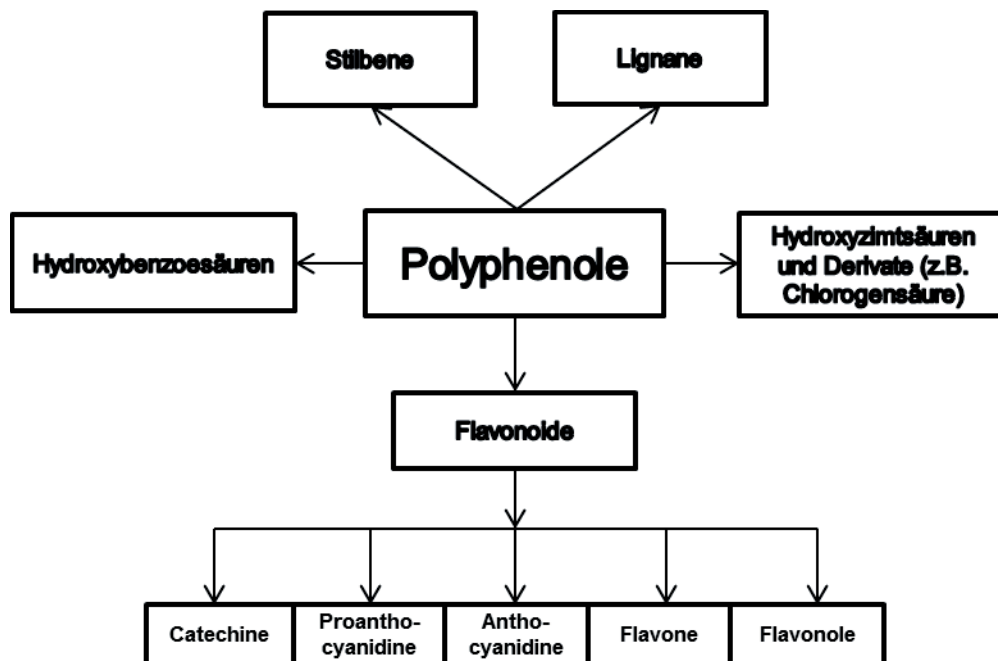 Stilbene
Lignane
Hydroxybenzoesäuren
Polyphenole
Hydroxyzimtsäuren
und Derivate (z.B.
Chlorogensäure)
Flavonoide
Catechine
Proantho-
cyanidine
Antho-
cyanidine
Flavone
Flavonole